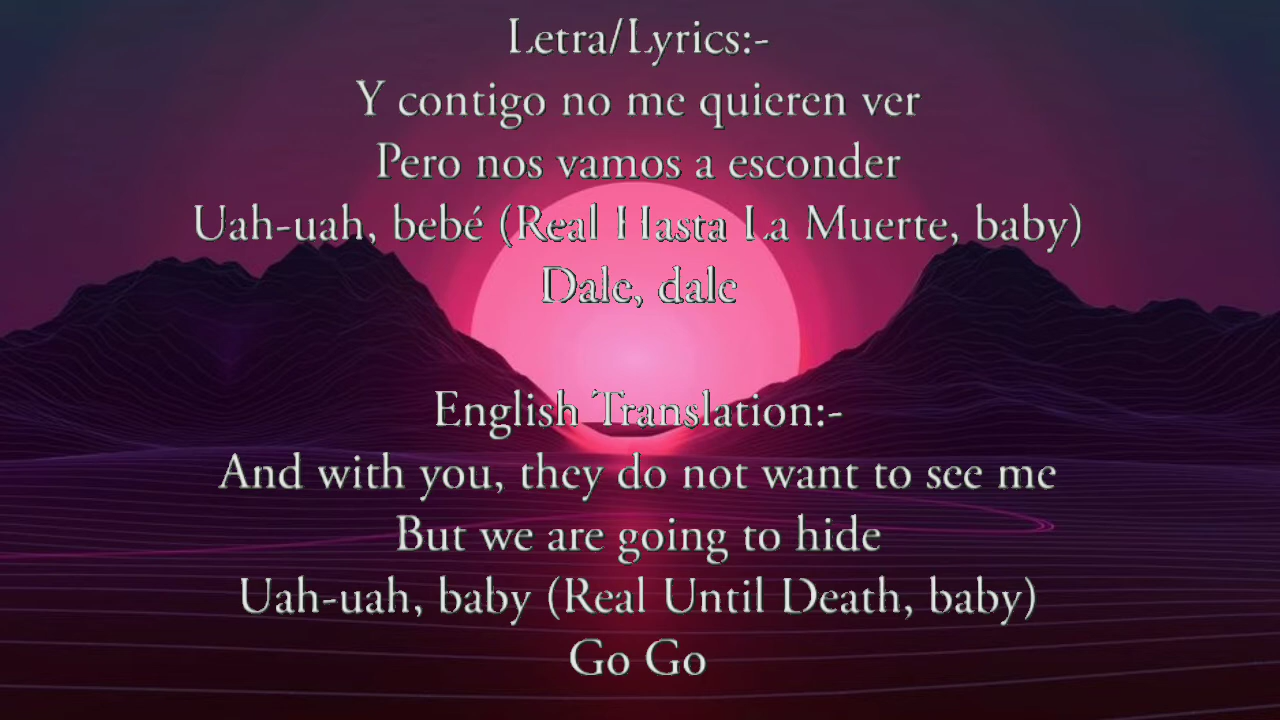 Letra/Lyrics:-
Y contigo no me quieren ver
Pero nos vamos a esconder
Uah-uah, bebé (Real Hasta La Muerte, baby)
Dale, dale
English Translation:-
And with you, they do not want to see me
But we are going to hide
Uah-uah, baby (Real Until Death, baby)
Go Go